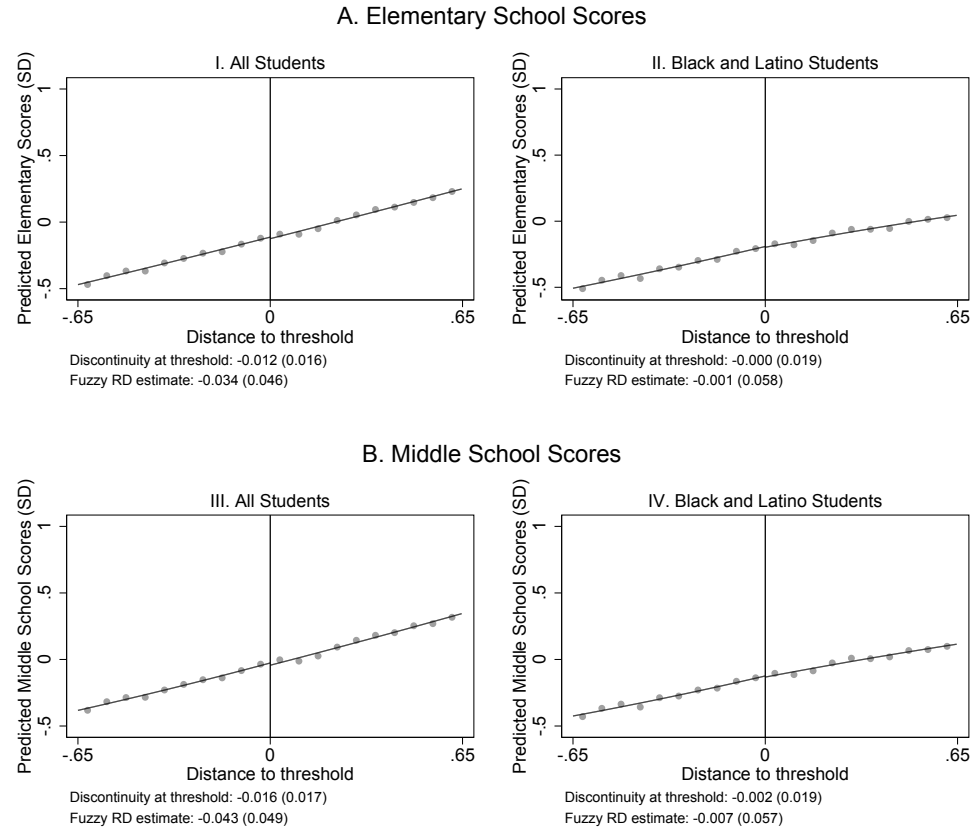 A. Elementary School Scores
I. All Students
Predicted Elementary Scores (SD)
1
.5
0
-.5
-.65
0
.65
Distance to threshold
Discontinuity at threshold: -0.012 (0.016)
Fuzzy RD estimate: -0.034 (0.046)
II. Black and Latino Students
Predicted Elementary Scores (SD)
1
.5
0
-.5
-.65
0
.65
Distance to threshold
Discontinuity at threshold: -0.000 (0.019)
Fuzzy RD estimate: -0.001 (0.058)
B. Middle School Scores
III. All Students
Predicted Middle School Scores (SD)
1
.5
0
-.5
-.65
0
.65
Distance to threshold
Discontinuity at threshold: -0.016 (0.017)
Fuzzy RD estimate: -0.043 (0.049)
IV. Black and Latino Students
Predicted Middle School Scores (SD)
1
.5
0
-.5
-.65
0
.65
Distance to threshold
Discontinuity at threshold: -0.002 (0.019)
Fuzzy RD estimate: -0.007 (0.057)